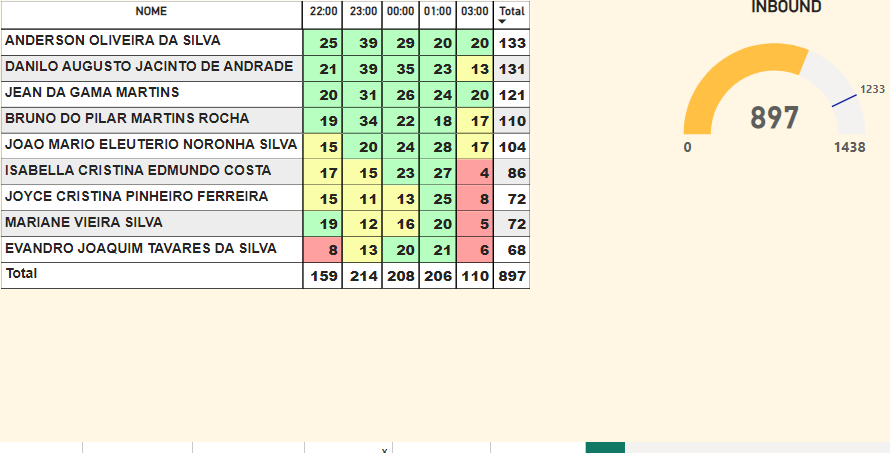 NOME 22:00 23:00 00:00 01:00 03:00 Total
ANDERSON OLIVEIRA DA SILVA 25 39 29 20 20 133
DANILO AUGUSTO JACINTO DE ANDRADE 21 39 35 23 13 131
JEAN DA GAMA MARTINS 20 31 26 24 20 121
BRUNO DO PILAR MARTINS ROCHA 19 34 22 18 17 110
JOAO MARIO ELEUTERIO NORONHA SILVA 15 20 24 28 17 104
ISABELLA CRISTINA EDMUNDO COSTA 17 15 23 27 4 86
JOYCE CRISTINA PINHEIRO FERREIRA 15 11 13 25 8 72
MARIANE VIEIRA SILVA 19 12 16 20 5 72
EVANDRO JOAQUIM TAVARES DA SILVA 8 13 20 21 6 68
Total 159 214 208 206 110 897
INBOUND
1233
897
0 1438
x